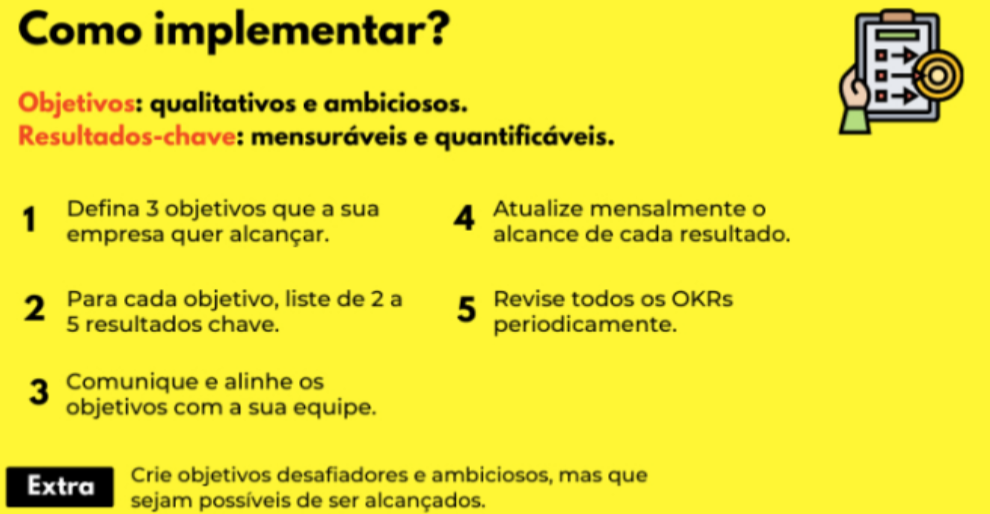 Como implementar?
Objetivos: qualitativos e ambiciosos.
Resultados-chave: mensuráveis e quantificáveis.
1 Defina 3 objetivos que a sua
empresa quer alcançar.
2 Para cada objetivo, liste de 2 a
5 resultados chave.
3 Comunique e alinhe os
objetivos com a sua equipe.
4 Atualize mensalmente o
alcance de cada resultado.
5 Revise todos os OKRs
periodicamente.
Extra Crie objetivos desafiadores e ambiciosos, mas que
sejam possíveis de ser alcançados.